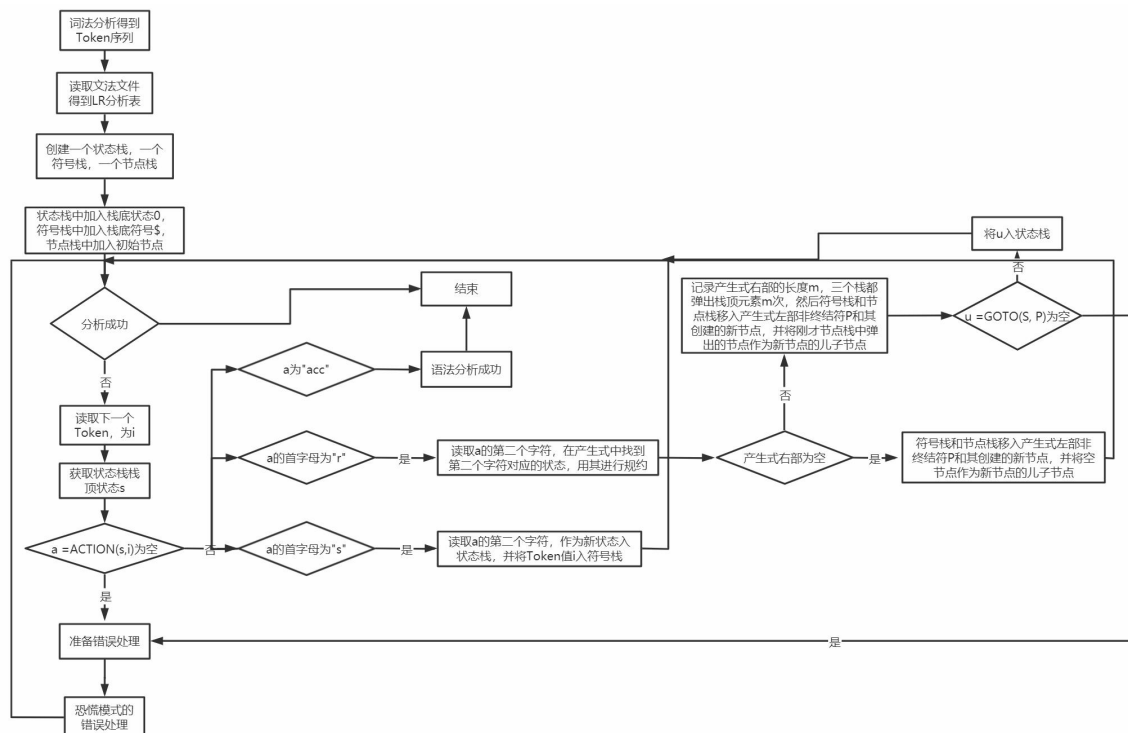 词法分析得到
Token序列
读取文法文件
得到LR分析表
创建一个状态栈，一个
符号栈，一个节点栈
状态栈中加入栈底状态0，
符号栈中加入栈底符号$，
节点栈中加入初始节点
将u入状态栈
否
结束
分析成功
记录产生式右部的长度m，三个栈都
弹出栈顶元素m次，然后符号栈和节
点栈移入产生式左部非终结符P和其
创建的新节点，并将刚才节点栈中弹
出的节点作为新节点的儿子节点
u =GOTO(S, P)为空
a为"acc"
语法分析成功
否
否
读取下一个
Token，为i
a的首字母为"r"
是
读取a的第二个字符，在产生式中找到
第二个字符对应的状态，用其进行规约
产生式右部为空
是
符号栈和节点栈移入产生式左部非
终结符P和其创建的新节点，并将空
节点作为新节点的儿子节点
获取状态栈栈
顶状态s
a =ACTION(s,i)为空
否
a的首字母为"s"
是
读取a的第二个字符，作为新状态入
状态栈，并将Token值i入符号栈
是
准备错误处理
是
恐慌模式的
错误处理